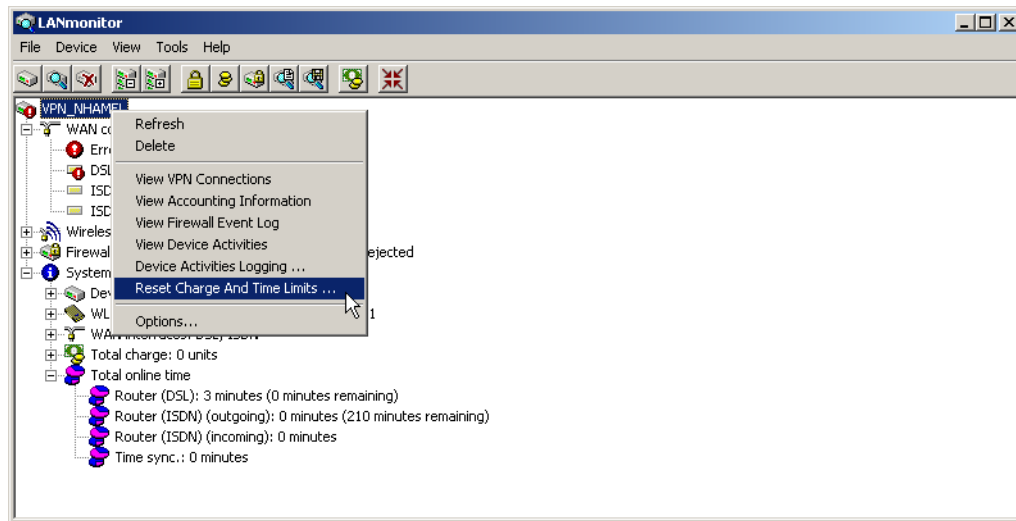 LANmonitor
File Device View Tools Help
VPN_NHAMEL
WAN
Refresh
Delete
DSL
View VPN Connections
View Accounting Information
View Firewall Event Log
View Device Activities
Device Activities Logging ...
Reset Charge And Time Limits ...
Options...
System
1
Total charge: 0 units
Total online time
Router (DSL): 3 minutes (0 minutes remaining)
Router (ISDN) (outgoing): 0 minutes (210 minutes remaining)
Router (ISDN) (incoming): 0 minutes
Time sync.: 0 minutes